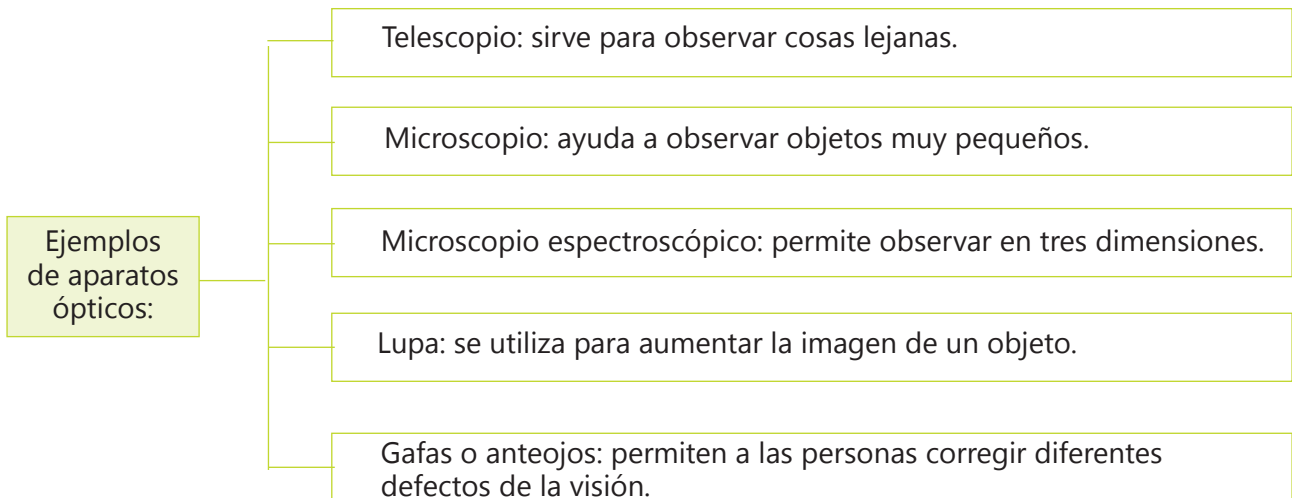 Telescopio: sirve para observar cosas lejanas.
Microscopio: ayuda a observar objetos muy pequeños.
Ejemplos
de aparatos
ópticos:
Microscopio espectroscópico: permite observar en tres dimensiones.
Lupa: se utiliza para aumentar la imagen de un objeto.
Gafas o anteojos: permiten a las personas corregir diferentes
defectos de la visión.